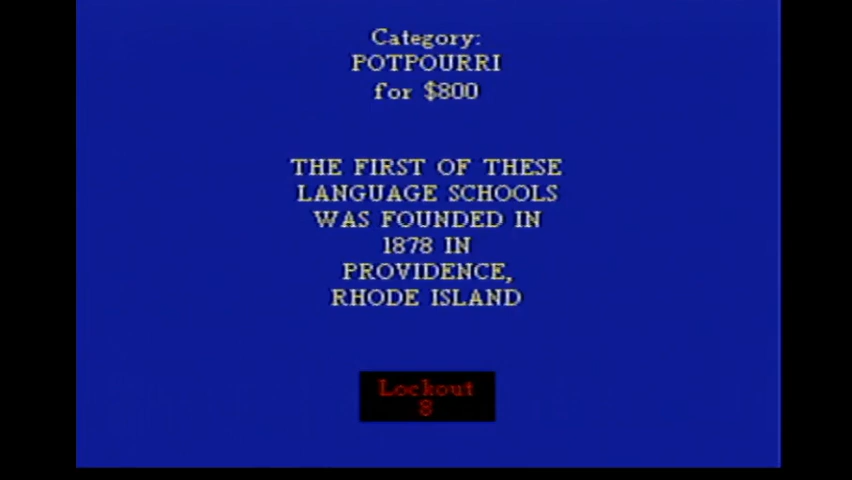 Category:
POTPOURRI
for $800
THE FIRST OF THESE
LANGUAGE SCHOOLS
WAS FOUNDED IN
1878 IN
PROVIDENCE,
RHODE ISLAND
Lockout
8